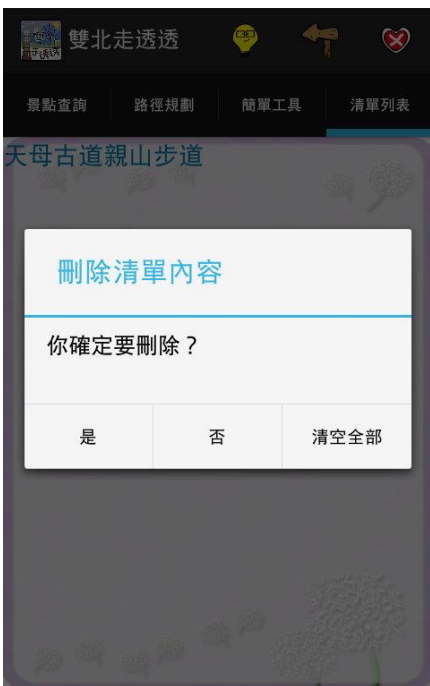 雙北走透透
景點查詢 路徑規劃 簡單工具 清單列表
天母古道親山步道
刪除清單內容
你確定要刪除？
是 否 清空全部